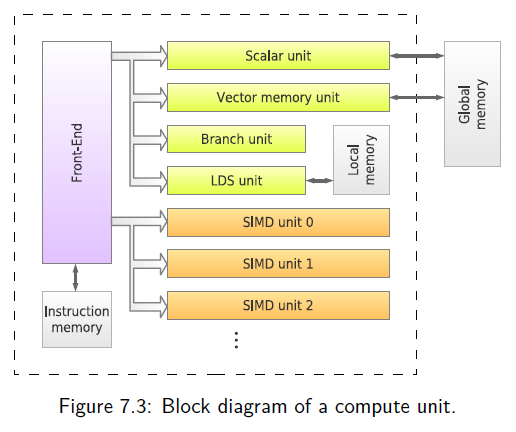 Front-End
Scalar unit
Vector memory unit
Branch unit
LDS unit
Local
memory
Global
memory
SIMD unit 0
SIMD unit 1
SIMD unit 2
Instruction
memory
Figure 7.3: Block diagram of a compute unit.